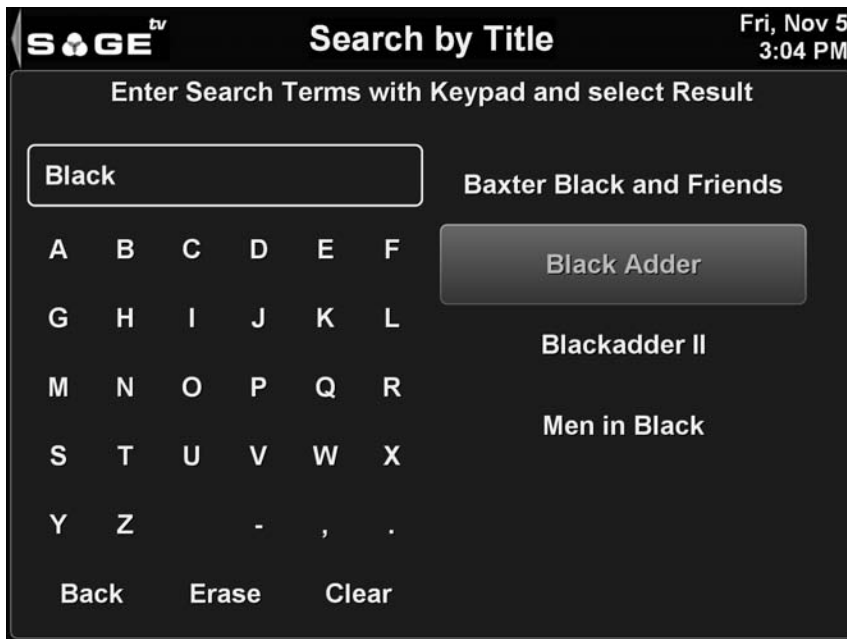 SAGE tv
Search by Title
Fri, Nov 5
3:04 PM
Enter Search Terms with Keypad and select Result
Black
A B C D E F
G H I J K L
M N O P Q R
S T U V W X
Y Z - , .
Back Erase Clear
Baxter Black and Friends
Black Adder
Blackadder II
Men in Black